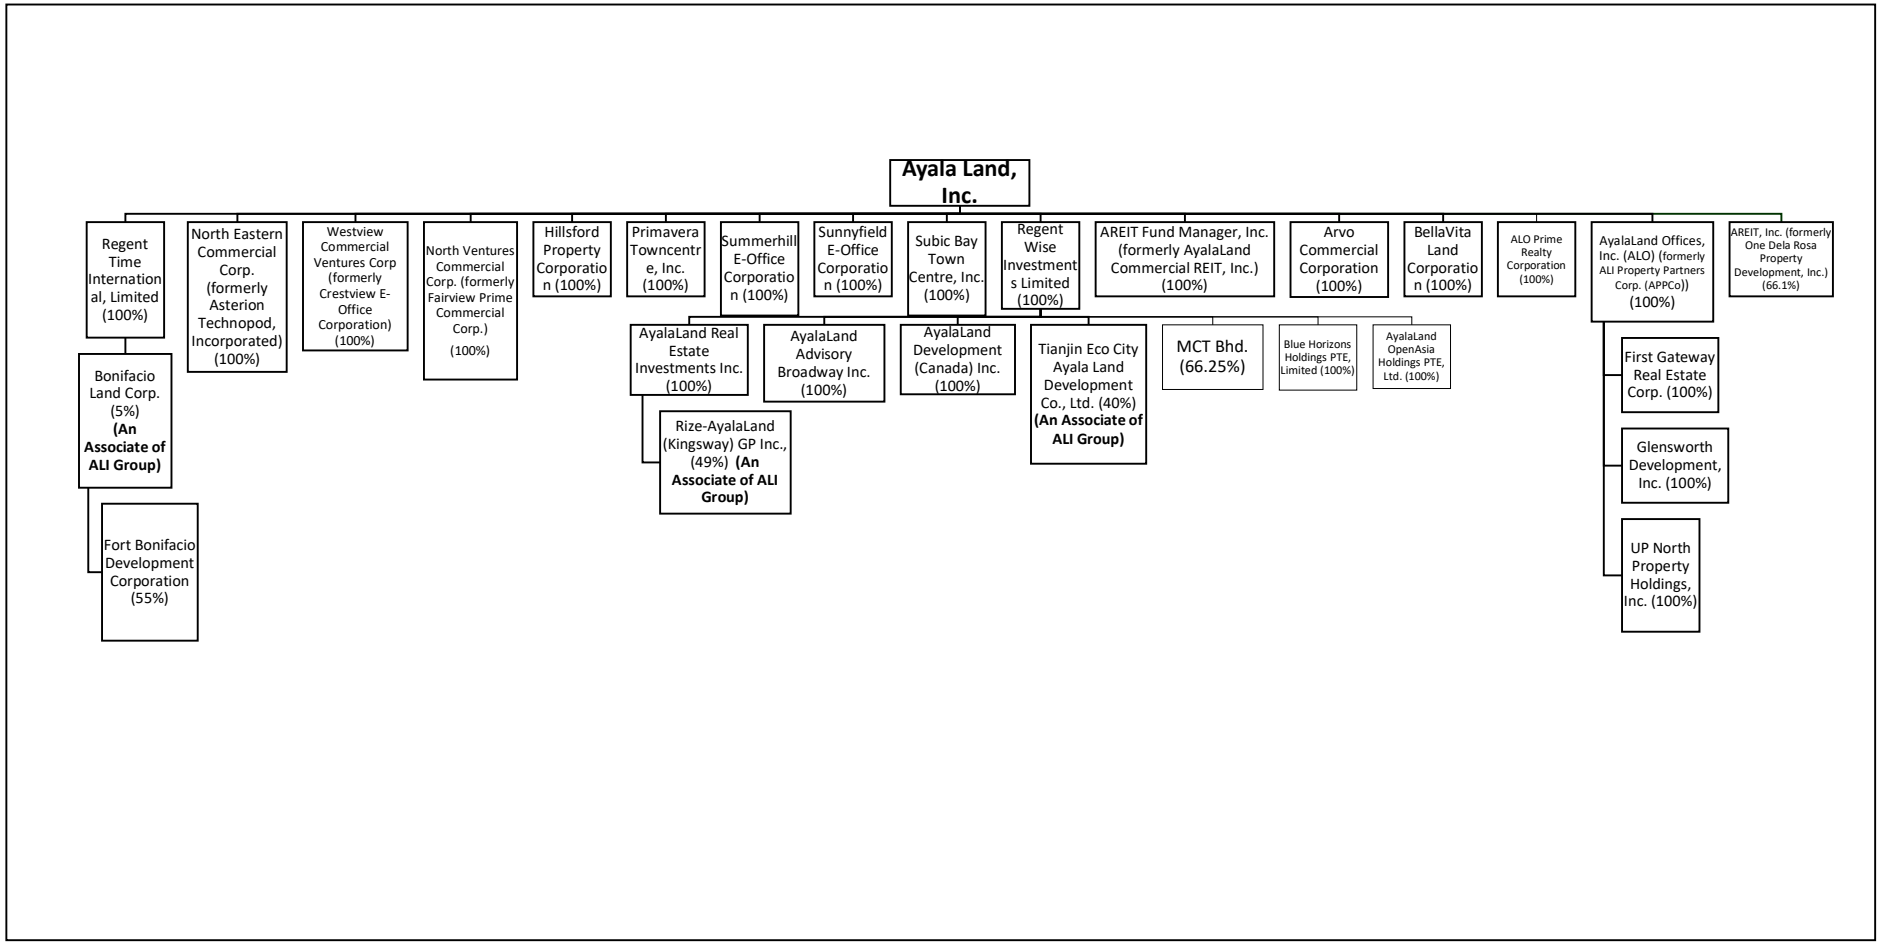 Ayala Land,
Inc.
Regent
Time
Internation
al, Limited
(100%)
North Eastern
Commercial
Corp.
(formerly
Asterion
Technopod,
Incorporated)
(100%)
Westview
Commercial
Ventures Corp
(formerly
Crestview E-
Office
Corporation)
(100%)
North Ventures
Commercial
Corp. (formerly
Fairview Prime
Commercial
Corp.)
(100%)
Hillsford
Property
Corporatio
n (100%)
Primavera
Towncentr
e, Inc.
(100%)
Summerhill
E-Office
Corporatio
n (100%)
Sunnyfield
E-Office
Corporatio
n (100%)
Subic Bay
Town
Centre, Inc.
(100%)
Regent
Wise
Investment
s Limited
(100%)
AREIT Fund Manager, Inc.
(formerly AyalaLand
Commercial REIT, Inc.)
(100%)
Arvo
Commercial
Corporation
(100%)
BellaVita
Land
Corporatio
n (100%)
ALO Prime
Realty
Corporation
(100%)
AyalaLand Offices,
Inc. (ALO) (formerly
ALI Property Partners
Corp. (APPCo))
(100%)
AREIT, Inc. (formerly
One Dela Rosa
Property
Development, Inc.)
(66.1%)
Bonifacio
Land Corp.
(5%)
(An
Associate of
ALI Group)
Fort Bonifacio
Development
Corporation
(55%)
AyalaLand Real
Estate
Investments Inc.
(100%)
AyalaLand
Advisory
Broadway Inc.
(100%)
AyalaLand
Development
(Canada) Inc.
(100%)
Tianjin Eco City
Ayala Land
Development
Co., Ltd. (40%)
(An Associate of
ALI Group)
MCT Bhd.
(66.25%)
Blue Horizons
Holdings PTE,
Limited (100%)
AyalaLand
OpenAsia
Holdings PTE,
Ltd. (100%)
Rize-AyalaLand
(Kingsway) GP Inc.,
(49%) (An
Associate of ALI
Group)
First Gateway
Real Estate
Corp. (100%)
Glensworth
Development,
Inc. (100%)
UP North
Property
Holdings,
Inc. (100%)